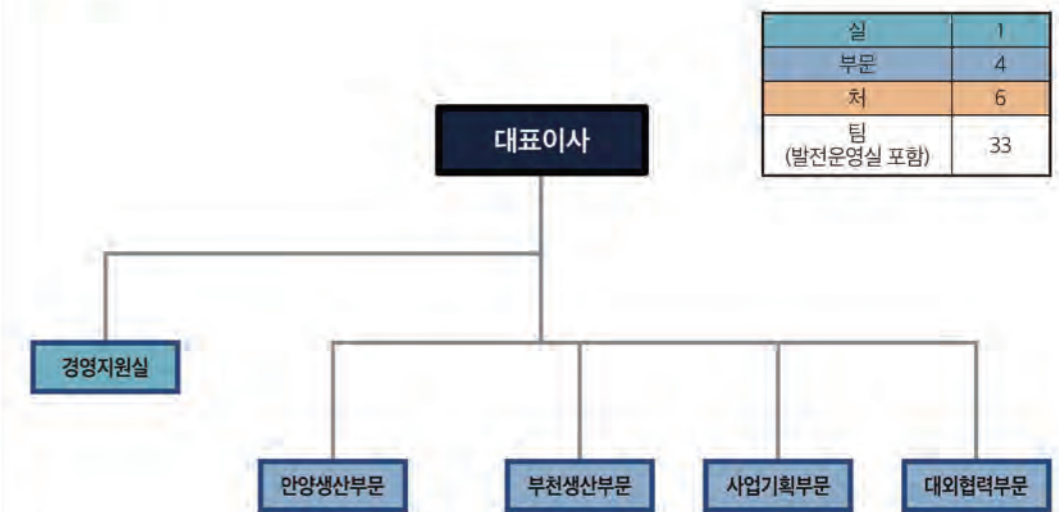 실 1
부문 4
처 6
팀
(발전운영실 포함) 33
대표이사
경영지원실
안양생산부문 부천생산부문 사업기획부문 대외협력부문